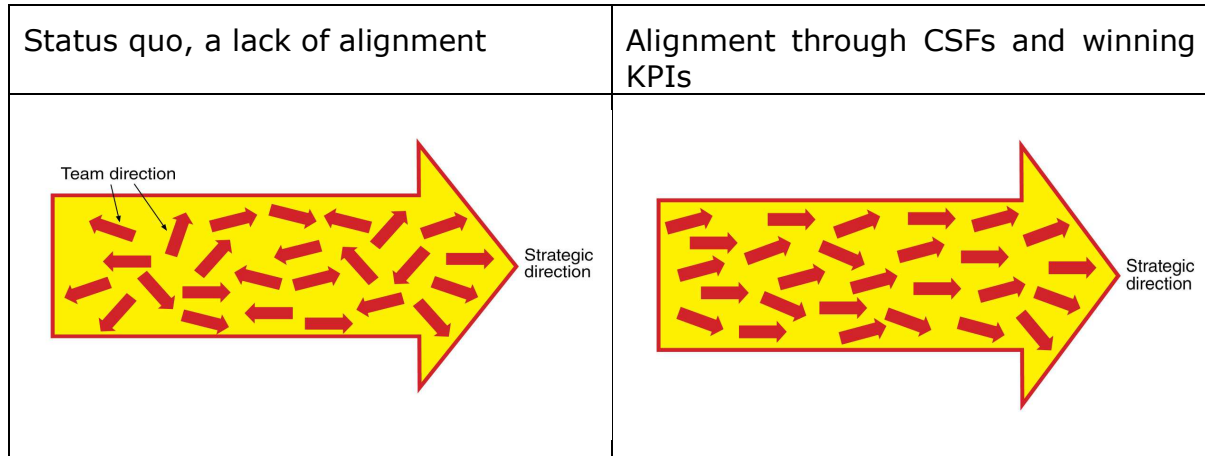 Status quo, a lack of alignment
Alignment through CSFs and winning
KPIs
Team direction
Strategic
direction
Strategic
direction